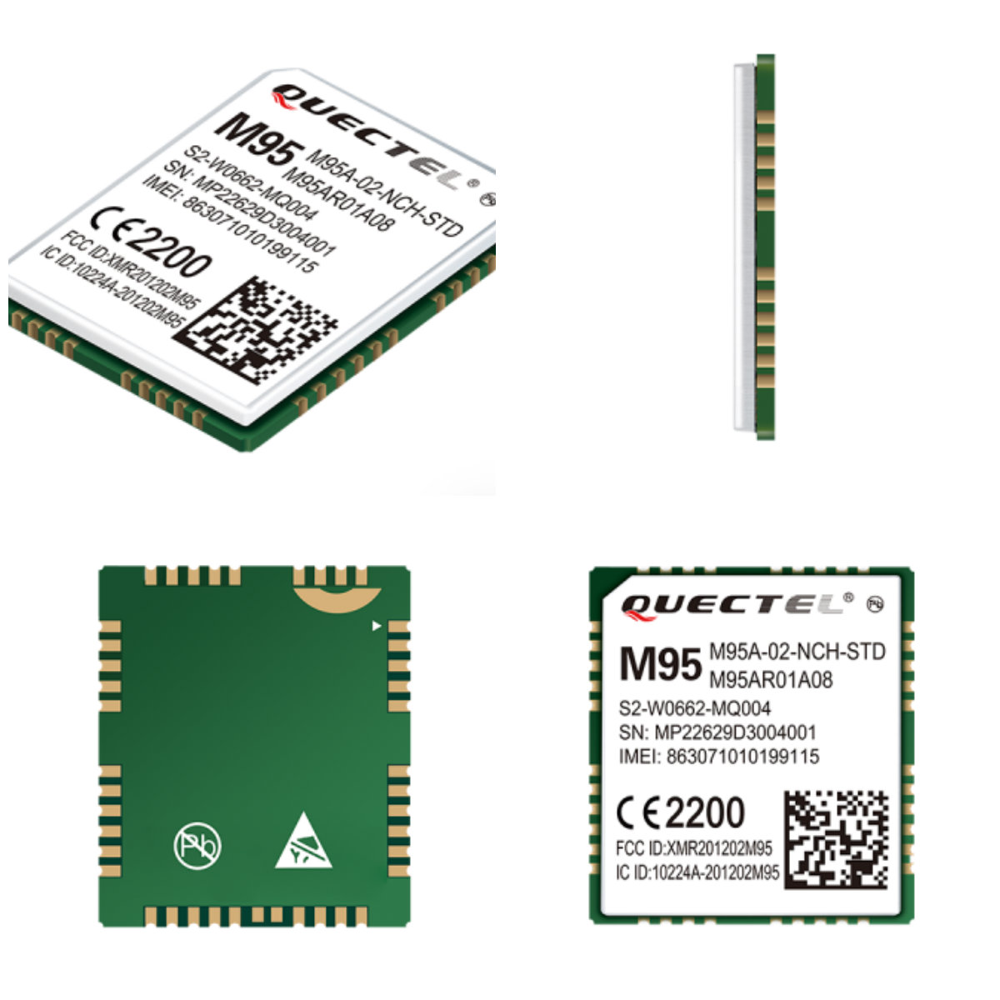 QUECTEL®
M95 M95A-02-NCH-STD
M95AR01A08
S2-W0662-MQ004
SN: MP22629D3004001
IMEI: 863071010199115
CE2200
FCC ID:XMR201202M95
IC ID:10224A-201202M95
Pb
QUECTEL® Pb
M95 M95A-02-NCH-STD
M95AR01A08
S2-W0662-MQ004
SN: MP22629D3004001
IMEI: 863071010199115
CE2200
FCC ID:XMR201202M95
IC ID:10224A-201202M95